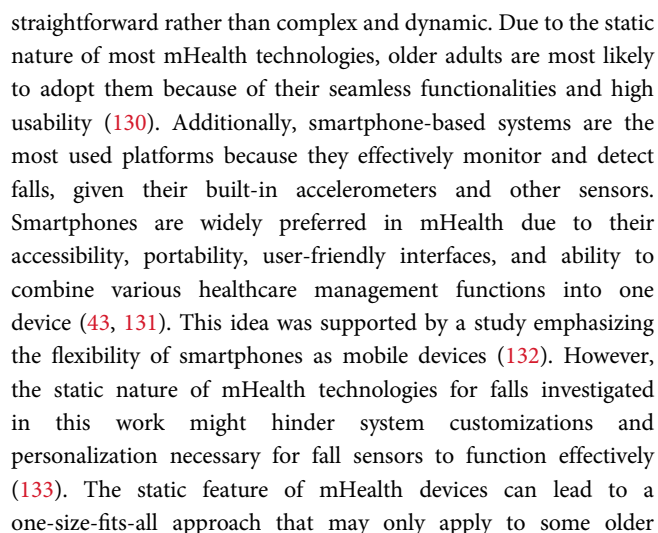 straightforward rather than complex and dynamic. Due to the static
nature of most mHealth technologies, older adults are most likely
to adopt them because of their seamless functionalities and high
usability (130). Additionally, smartphone-based systems are the
most used platforms because they effectively monitor and detect
falls, given their built-in accelerometers and other sensors.
Smartphones are widely preferred in mHealth due to their
accessibility, portability, user-friendly interfaces, and ability to
combine various healthcare management functions into one
device (43, 131). This idea was supported by a study emphasizing
the flexibility of smartphones as mobile devices (132). However,
the static nature of mHealth technologies for falls investigated
in this work might hinder system customizations and
personalization necessary for fall sensors to function effectively
(133). The static feature of mHealth devices can lead to a
one-size-fits-all approach that may only apply to some older